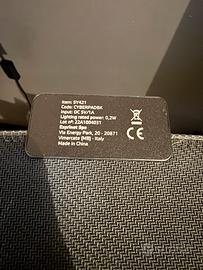 Item: SY421
Code: CYBERPADBK
Input: DC 5V/1A
Lighting rated power: 0,2W
Lot n°: 22A1004031
Esprinet Spa
Via Energy Park, 20 - 20871
Vimercate (MB) - Italy
Made in China
CE